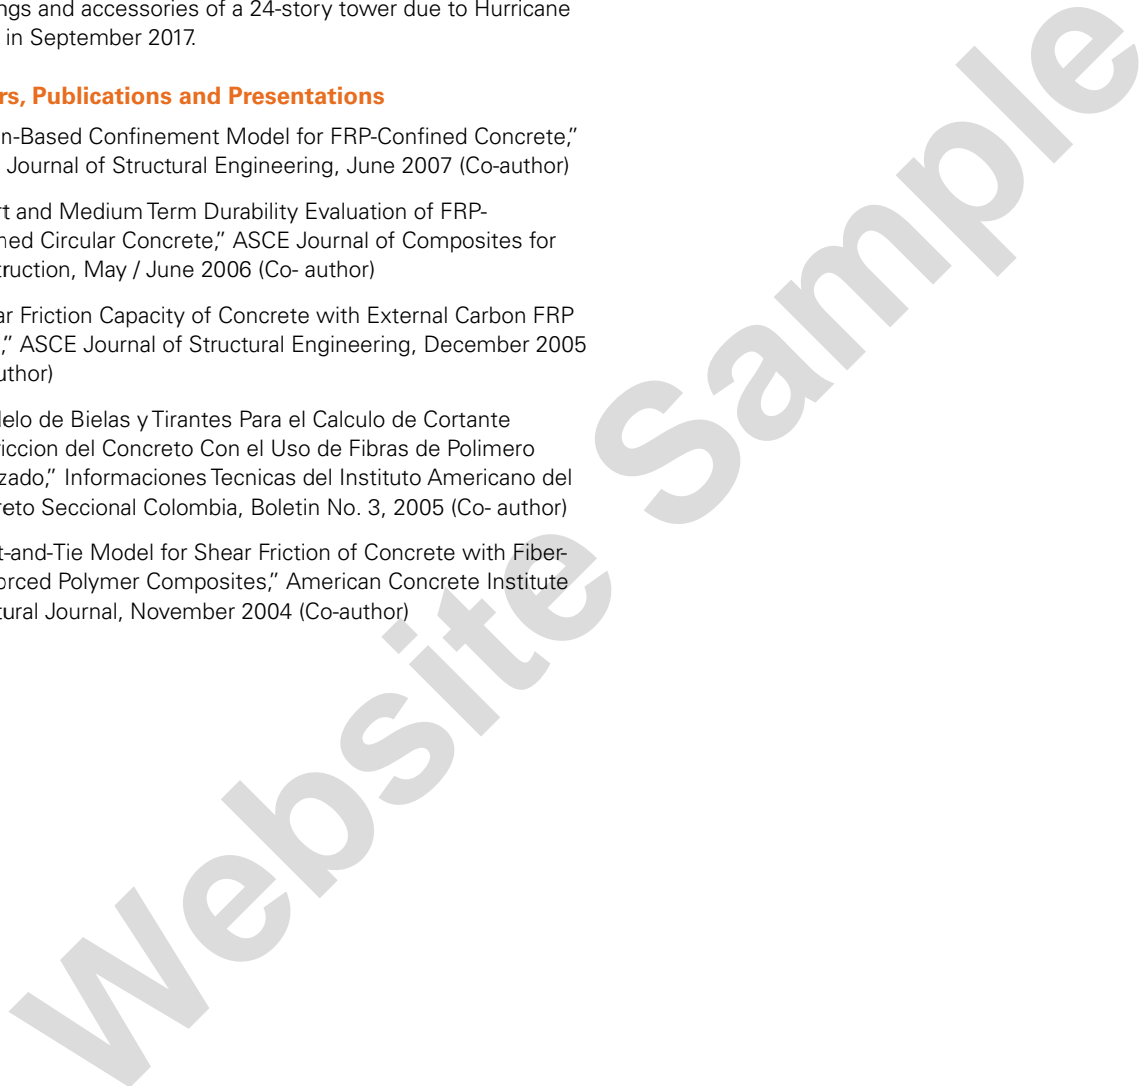 ngs and accessories of a 24-story tower due to Hurricane
in September 2017.
rs, Publications and Presentations
n-Based Confinement Model for FRP-Confined Concrete,”
Journal of Structural Engineering, June 2007 (Co-author)
rt and Medium Term Durability Evaluation of FRP-
ned Circular Concrete,” ASCE Journal of Composites for
truction, May / June 2006 (Co- author)
ar Friction Capacity of Concrete with External Carbon FRP
,” ASCE Journal of Structural Engineering, December 2005
uthor)
elo de Bielas y Tirantes Para el Calculo de Cortante
riccion del Concreto Con el Uso de Fibras de Polimero
zado,” Informaciones Tecnicas del Instituto Americano del
reto Seccional Colombia, Boletin No. 3, 2005 (Co- author)
t-and-Tie Model for Shear Friction of Concrete with Fiber-
orced Polymer Composites,” American Concrete Institute
tural Journal, November 2004 (Co-author)
Website Sample